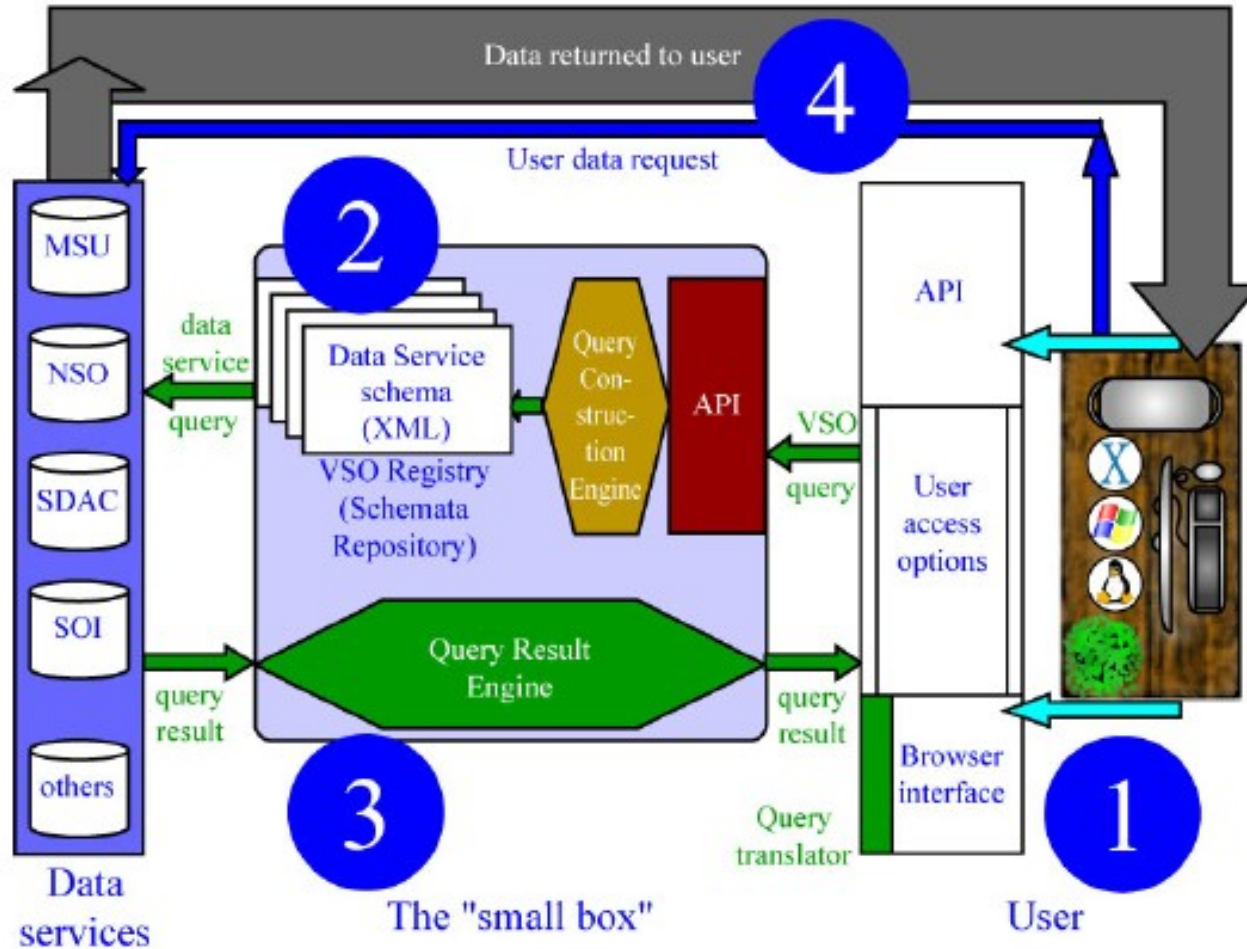 Data returned to user
4
User data request
MSU
NSO
SDAC
SOI
others
Data
services
data
service
query
query
result
2
Data Service
schema
(XML)
VSO Registry
(Schemata
Repository)
Query
Con-
struc-
tion
Engine
API
Query Result
Engine
3
The "small box"
VSO
query
query
result
Query
translator
API
User
access
options
Browser
interface
X
1
User